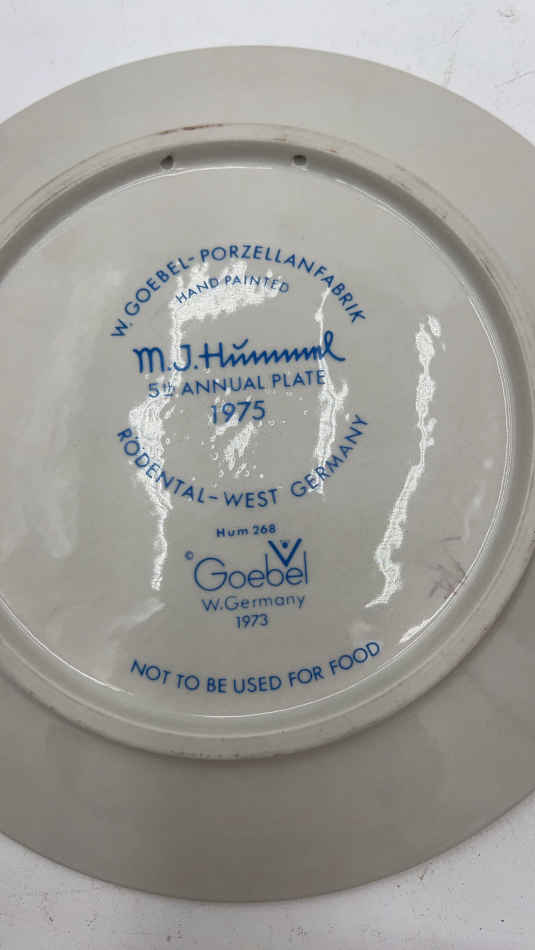 W. GOEBEL-PORZELLANFABRIK
HAND PAINTED
M.J.Hummel
5th ANNUAL PLATE
1975
RÖDENTAL-WEST GERMANY
Hum 268
© Goebel
W.Germany
1973
NOT TO BE USED FOR FOOD